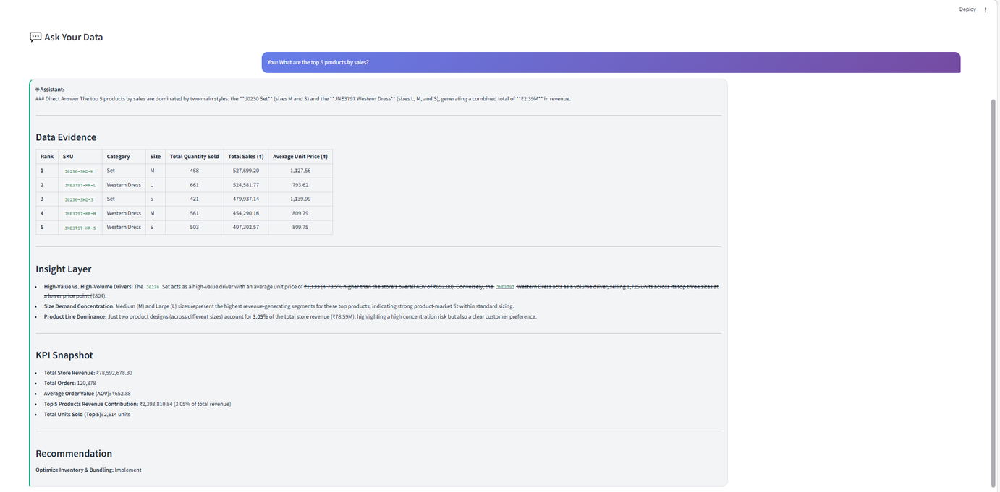 Deploy
Ask Your Data
You: What are the top 5 products by sales?
Assistant:
### Direct Answer The top 5 products by sales are dominated by two main styles: the **J0230 Set** (sizes M and S) and the **JNE3797 Western Dress** (sizes L, M, and S), generating a combined total of **₹2.39M** in revenue.
Data Evidence
Rank SKU Category Size Total Quantity Sold Total Sales (₹) Average Unit Price (₹)
1 J0230-SKD-M Set M 468 527,699.20 1,127.56
2 JNE3797-KR-L Western Dress L 661 524,581.77 793.62
3 J0230-SKD-S Set S 421 479,937.14 1,139.99
4 JNE3797-KR-M Western Dress M 561 454,290.16 809.79
5 JNE3797-KR-S Western Dress S 503 407,302.57 809.75
Insight Layer
• High-Value vs. High-Volume Drivers: The J0230 Set acts as a high-value driver with an average unit price of ₹1,133 (+ 73.5% higher than the store's overall AOV of ₹652.88). Conversely, the JNE3797 Western Dress acts as a volume driver, selling 1,725 units across its top three sizes at
a lower price point (₹804).
• Size Demand Concentration: Medium (M) and Large (L) sizes represent the highest revenue-generating segments for these top products, indicating strong product-market fit within standard sizing.
• Product Line Dominance: Just two product designs (across different sizes) account for 3.05% of the total store revenue (₹78.59M), highlighting a high concentration risk but also a clear customer preference.
KPI Snapshot
• Total Store Revenue: ₹78,592,678.30
• Total Orders: 120,378
• Average Order Value (AOV): ₹652.88
• Top 5 Products Revenue Contribution: ₹2,393,810.84 (3.05% of total revenue)
• Total Units Sold (Top 5): 2,614 units
Recommendation
Optimize Inventory & Bundling: Implement